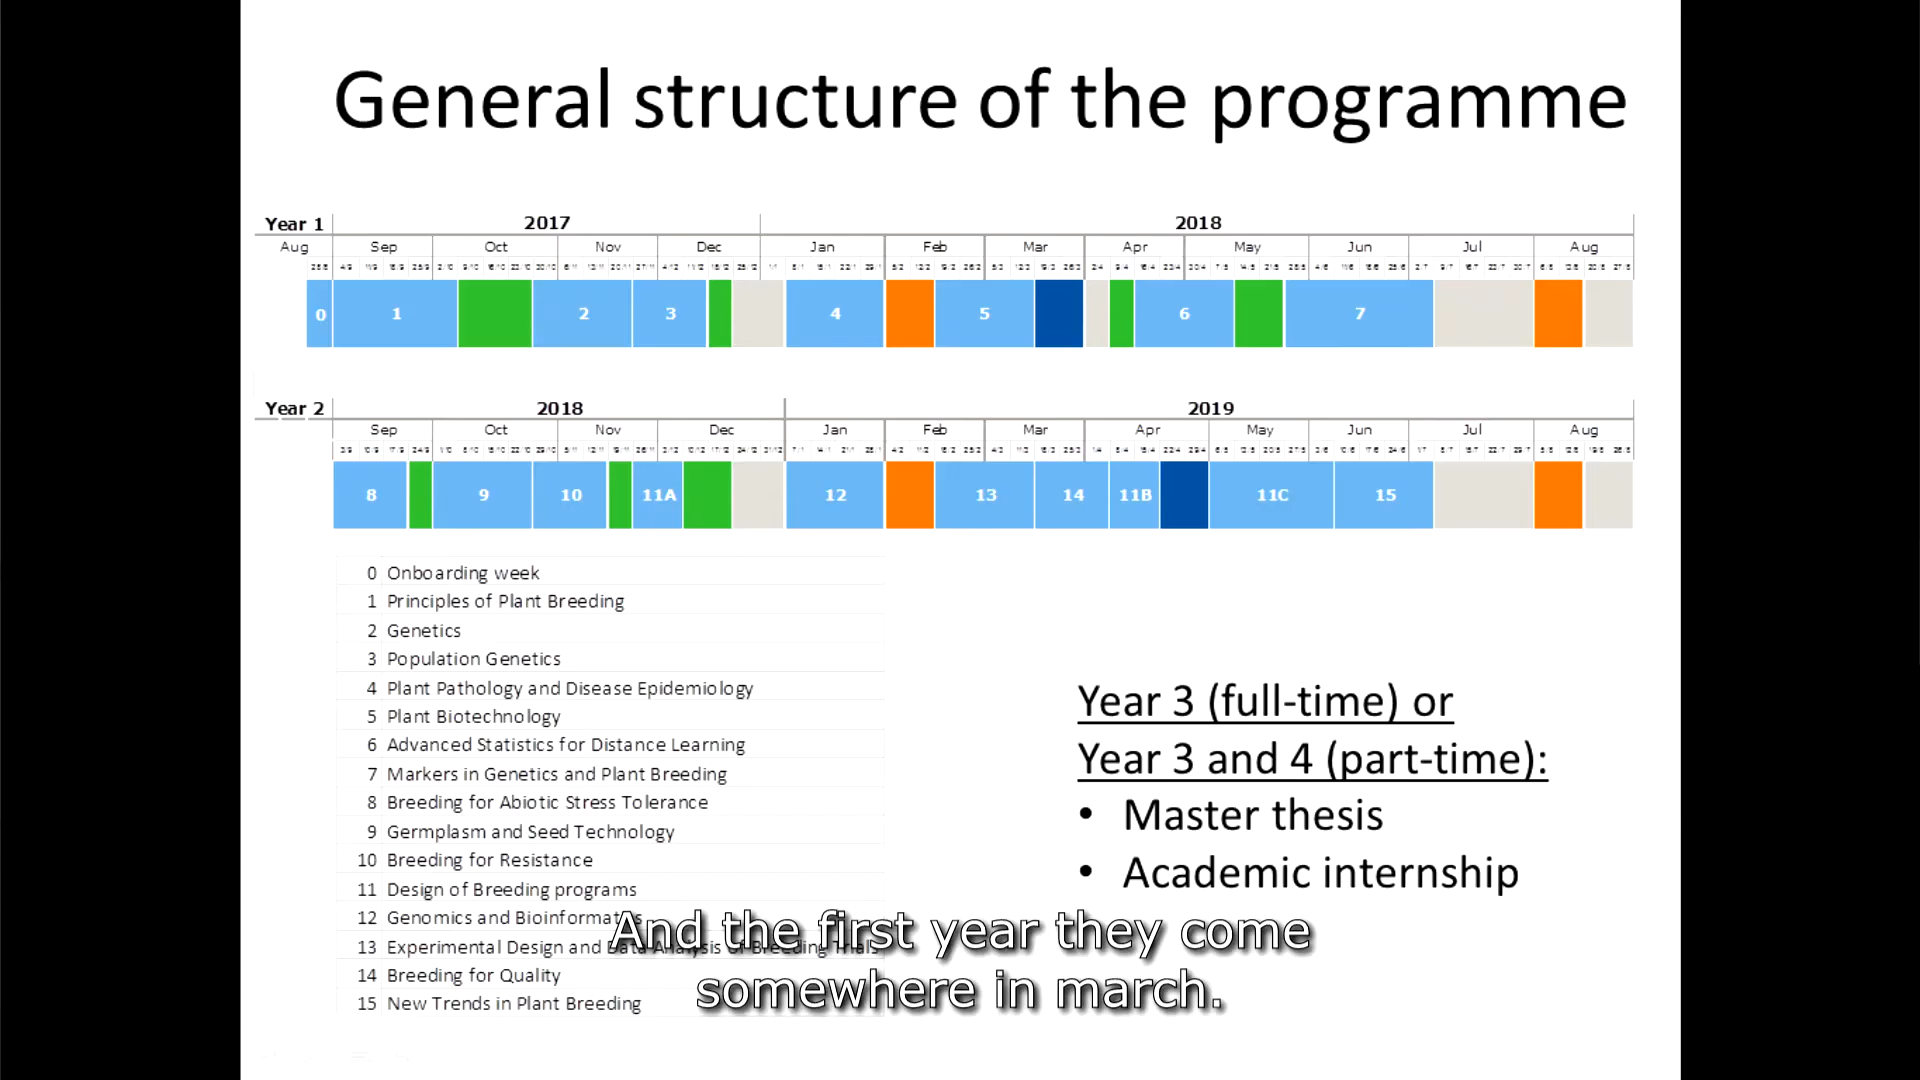 General structure of the programme
Year 1 2017 2018
Aug Sep Oct Nov Dec Jan Feb Mar Apr May Jun Jul Aug
0 1 2 3 4 5 6 7
Year 2 2018 2019
Sep Oct Nov Dec Jan Feb Mar Apr May Jun Jul Aug
8 9 10 11A 12 13 14 11B 11C 15
0 Onboarding week
1 Principles of Plant Breeding
2 Genetics
3 Population Genetics
4 Plant Pathology and Disease Epidemiology
5 Plant Biotechnology
6 Advanced Statistics for Distance Learning
7 Markers in Genetics and Plant Breeding
8 Breeding for Abiotic Stress Tolerance
9 Germplasm and Seed Technology
10 Breeding for Resistance
11 Design of Breeding programs
12 Genomics and Bioinformatics
13 Experimental Design and Data Analysis of Breeding Trials
14 Breeding for Quality
15 New Trends in Plant Breeding
Year 3 (full-time) or
Year 3 and 4 (part-time):
• Master thesis
• Academic internship
And the first year they come
somewhere in march.